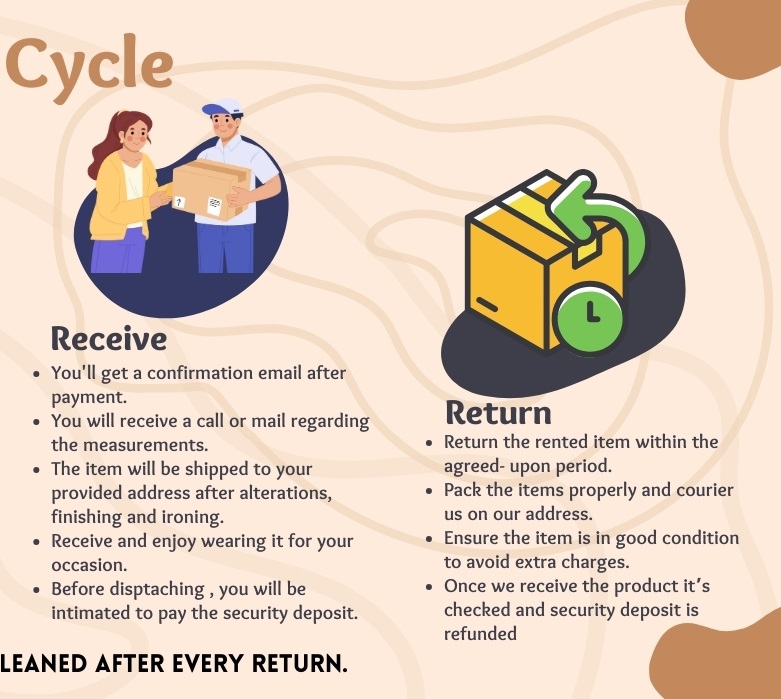 Cycle
Receive
• You'll get a confirmation email after
payment.
• You will receive a call or mail regarding
the measurements.
• The item will be shipped to your
provided address after alterations,
finishing and ironing.
• Receive and enjoy wearing it for your
occasion.
• Before disptaching , you will be
intimated to pay the security deposit.
Return
• Return the rented item within the
agreed- upon period.
• Pack the items properly and courier
us on our address.
• Ensure the item is in good condition
to avoid extra charges.
• Once we receive the product it's
checked and security deposit is
refunded
LEANED AFTER EVERY RETURN.